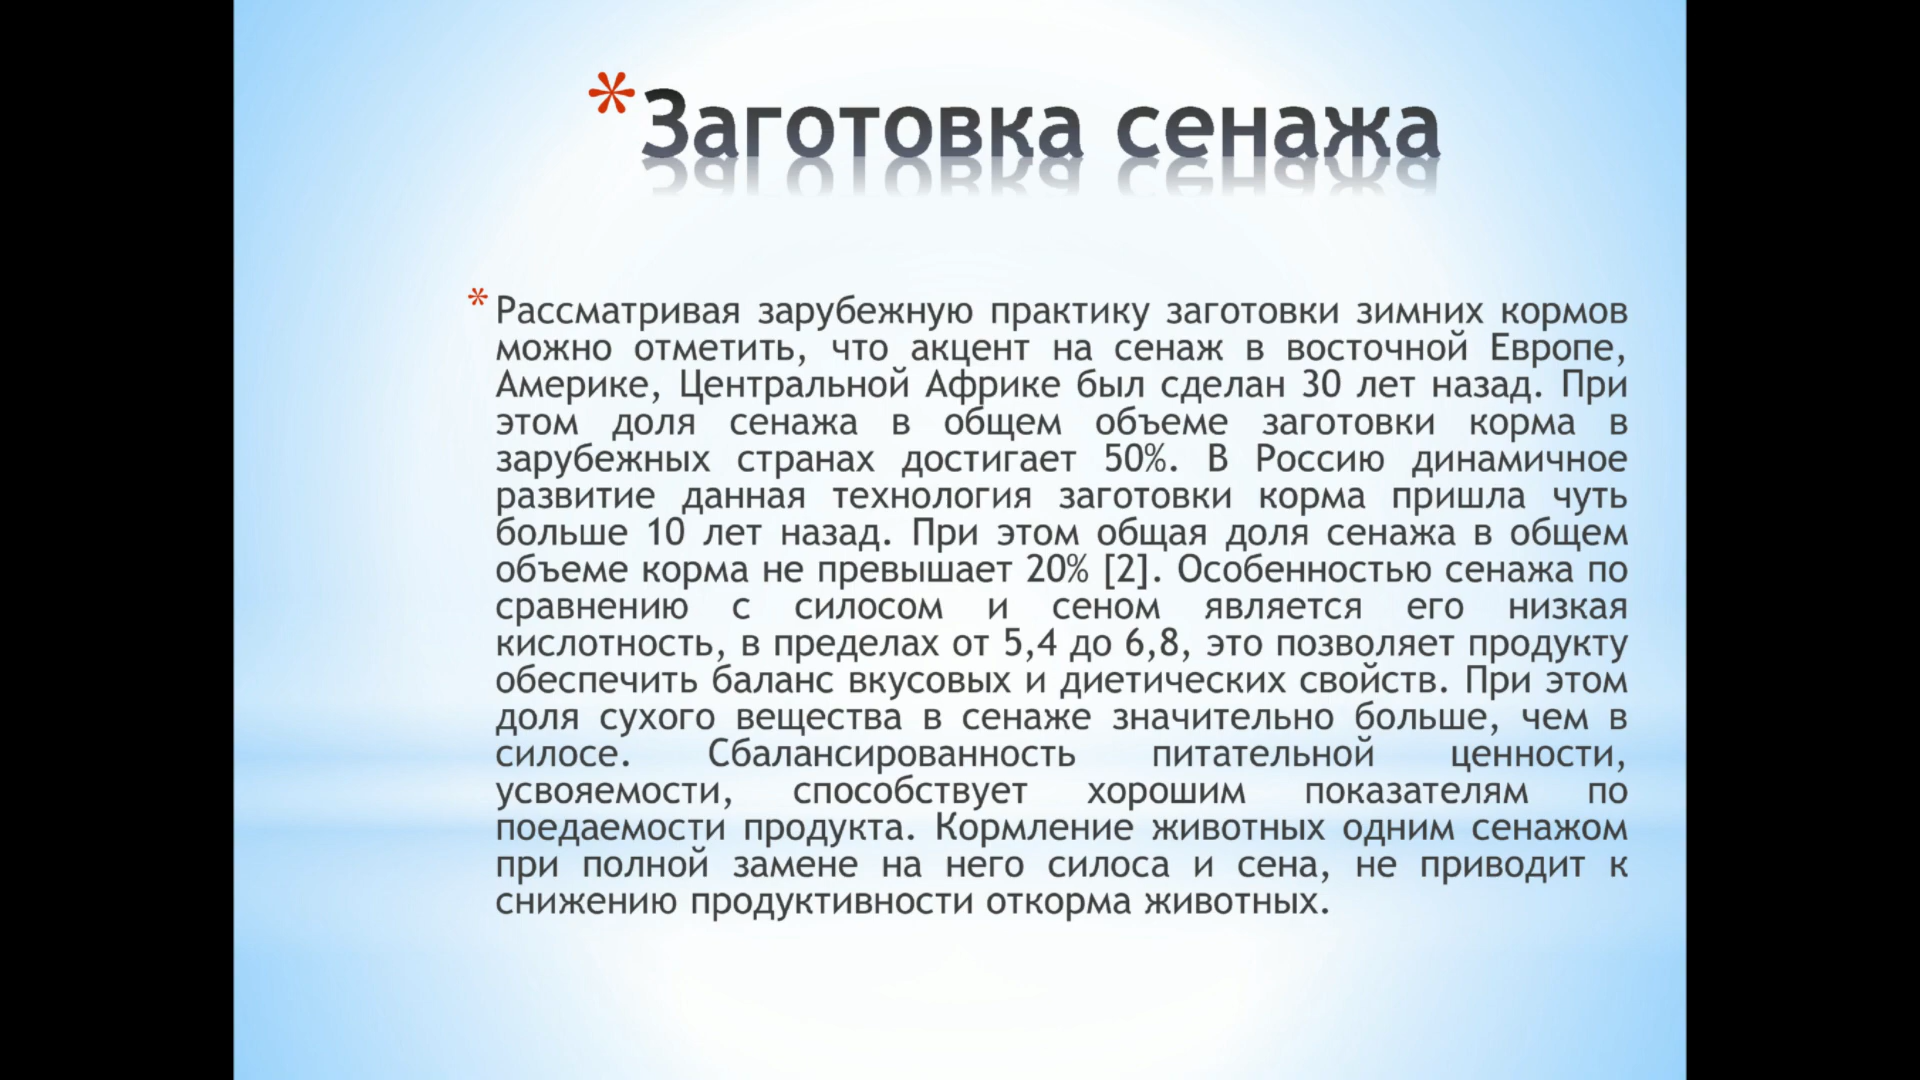 *Заготовка сенажа
* Рассматривая зарубежную практику заготовки зимних кормов
можно отметить, что акцент на сенаж в восточной Европе,
Америке, Центральной Африке был сделан 30 лет назад. При
этом доля сенажа в общем объеме заготовки корма в
зарубежных странах достигает 50%. В Россию динамичное
развитие данная технология заготовки корма пришла чуть
больше 10 лет назад. При этом общая доля сенажа в общем
объеме корма не превышает 20% [2]. Особенностью сенажа по
сравнению с силосом и сеном является его низкая
кислотность, в пределах от 5,4 до 6,8, это позволяет продукту
обеспечить баланс вкусовых и диетических свойств. При этом
доля сухого вещества в сенаже значительно больше, чем в
силосе. Сбалансированность питательной ценности,
усвояемости, способствует хорошим показателям по
поедаемости продукта. Кормление животных одним сенажом
при полной замене на него силоса и сена, не приводит к
снижению продуктивности откорма животных.